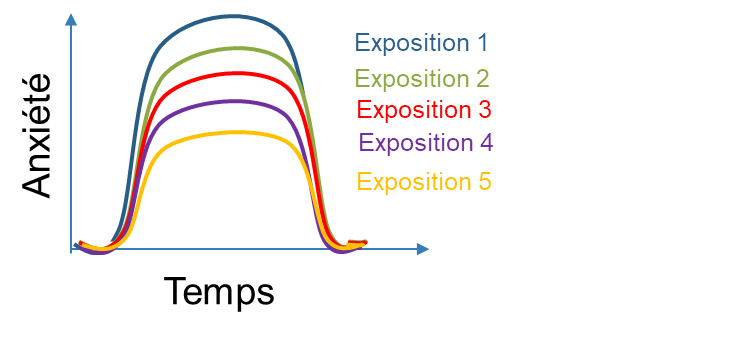 Exposition 1
Exposition 2
Exposition 3
Exposition 4
Exposition 5
Anxiété
Temps